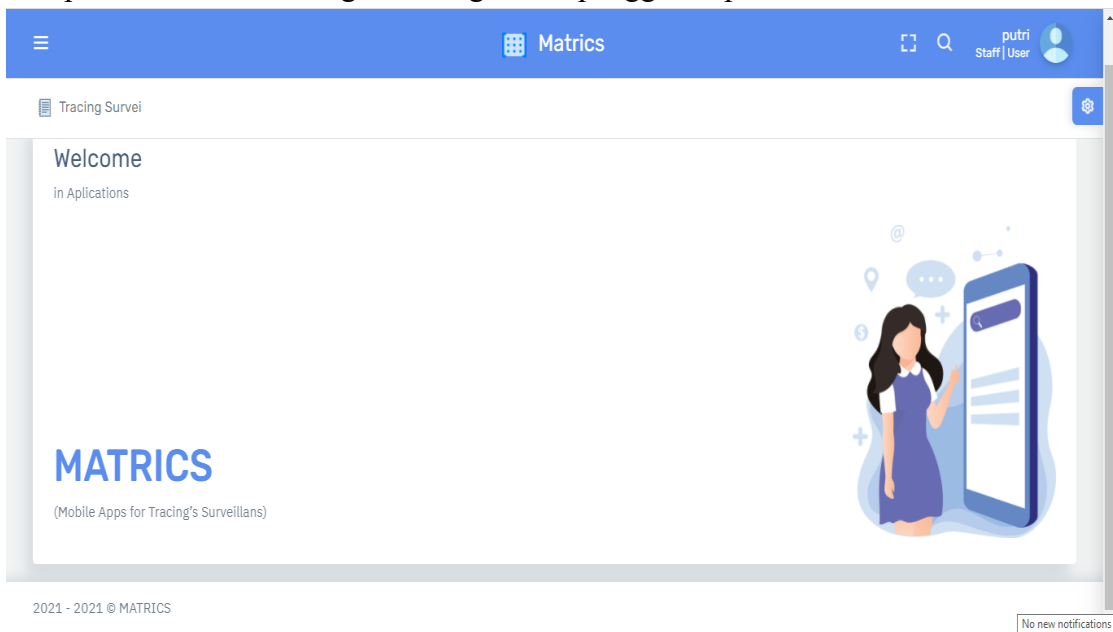 Matrics
putri
Staff | User
Tracing Survei
Welcome
in Aplications
@
$
MATRICS
(Mobile Apps for Tracing's Surveillans)
2021 - 2021 © MATRICS
No new notifications